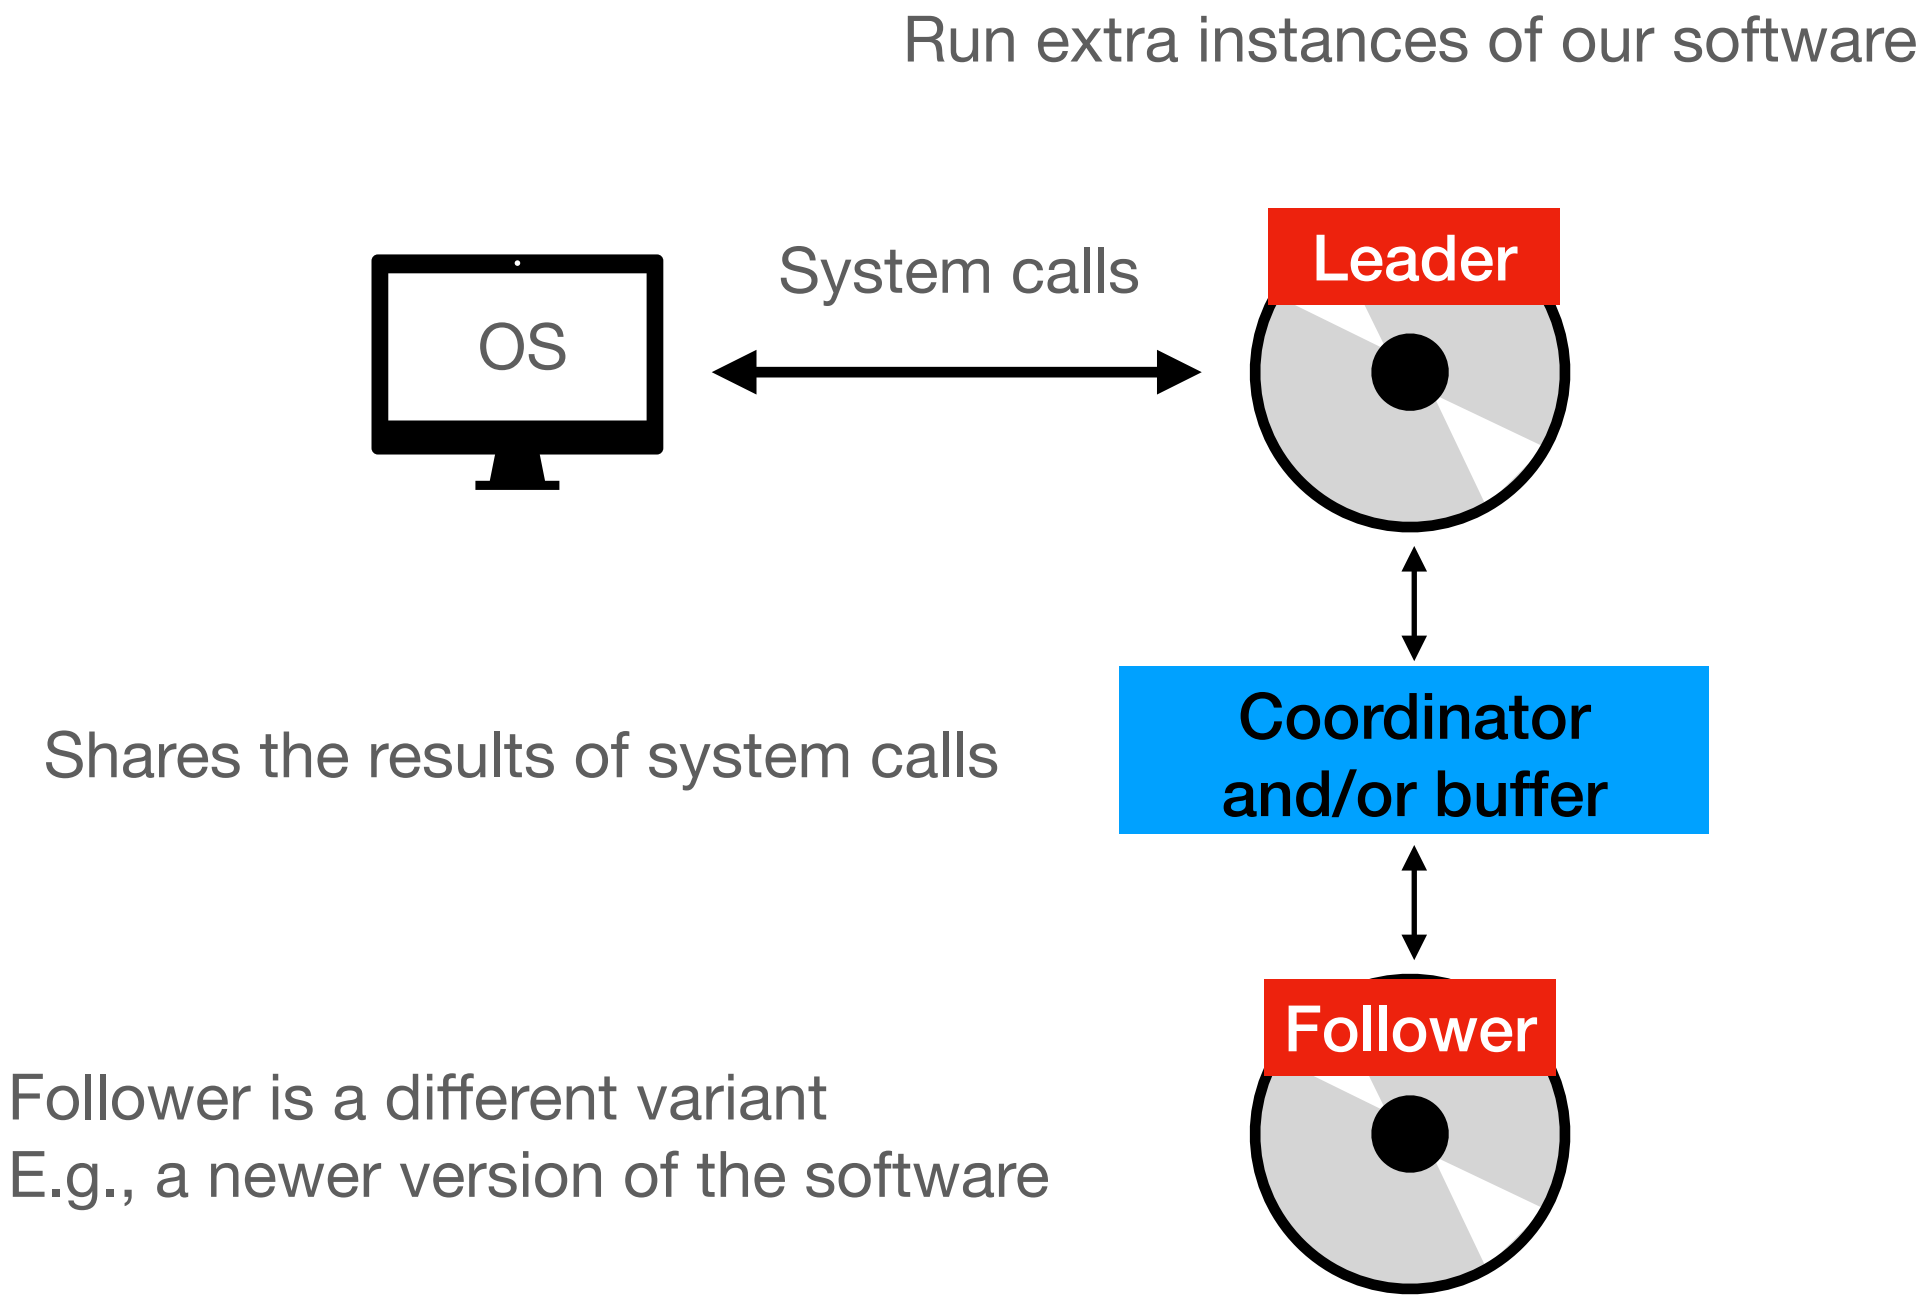 Run extra instances of our software
Leader
System calls
OS
Coordinator
and/or buffer
Shares the results of system calls
Follower
Follower is a different variant
E.g., a newer version of the software